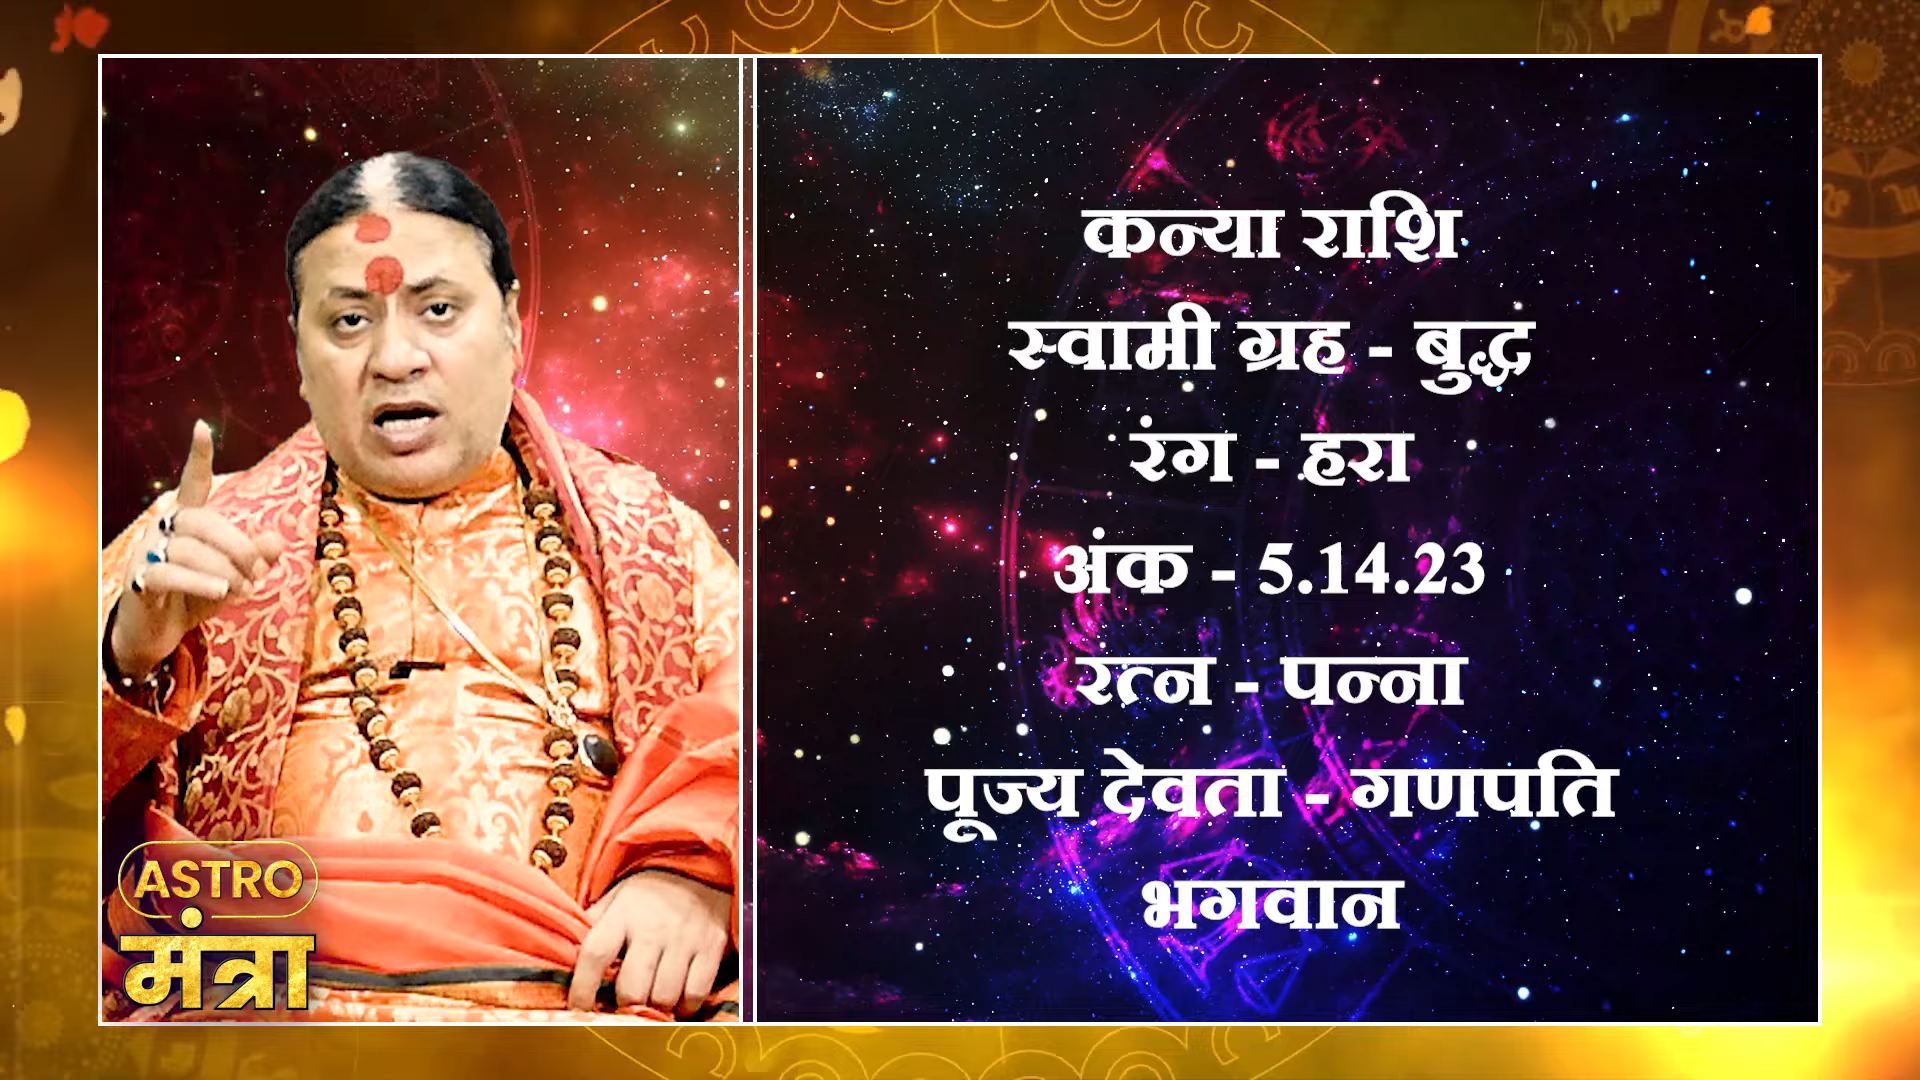 कन्या राशि
स्वामी ग्रह - बुद्ध
रंग - हरा
अंक - 5.14.23
रत्न - पन्ना
पूज्य देवता - गणपति
भगवान
ASTRO
मंत्रा